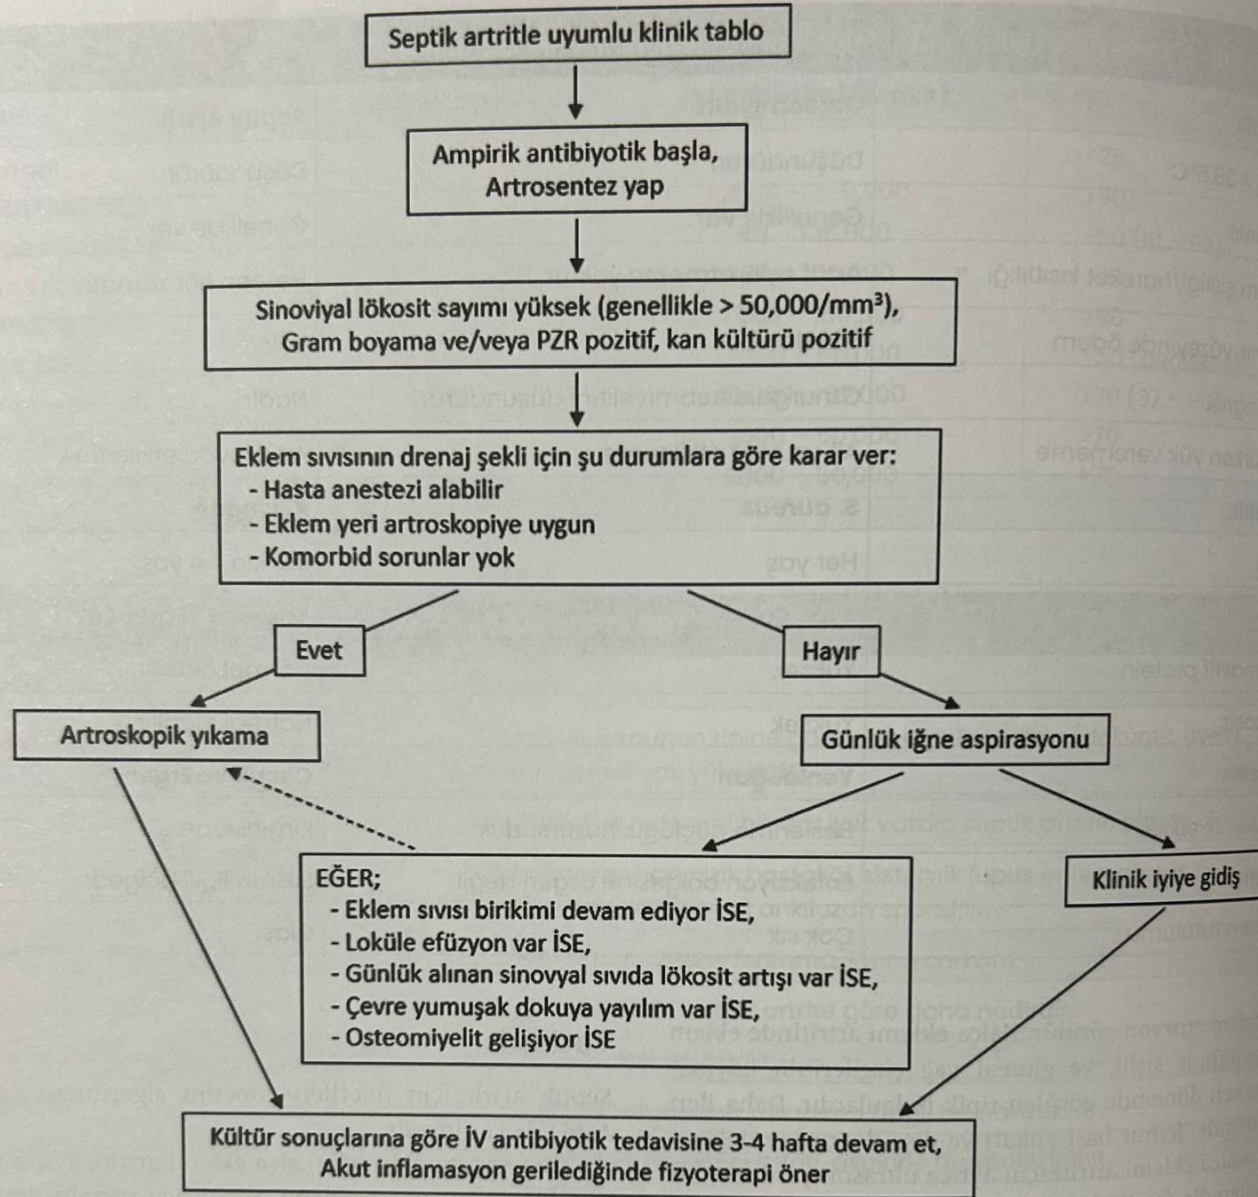 Septik artritle uyumlu klinik tablo
Ampirik antibiyotik başla,
Artrosentez yap
Sinoviyal lökosit sayımı yüksek (genellikle > 50,000/mm³),
Gram boyama ve/veya PZR pozitif, kan kültürü pozitif
Eklem sıvısının drenaj şekli için şu durumlara göre karar ver:
- Hasta anestezi alabilir
- Eklem yeri artroskopiye uygun
- Komorbid sorunlar yok
Evet
Hayır
Artroskopik yıkama
Günlük iğne aspirasyonu
EĞER;
- Eklem sıvısı birikimi devam ediyor İSE,
- Loküle efüzyon var İSE,
- Günlük alınan sinovyal sıvıda lökosit artışı var İSE,
- Çevre yumuşak dokuya yayılım var İSE,
- Osteomiyelit gelişiyor İSE
Klinik iyiye gidiş
Kültür sonuçlarına göre İV antibiyotik tedavisine 3-4 hafta devam et,
Akut inflamasyon gerilediğinde fizyoterapi öner